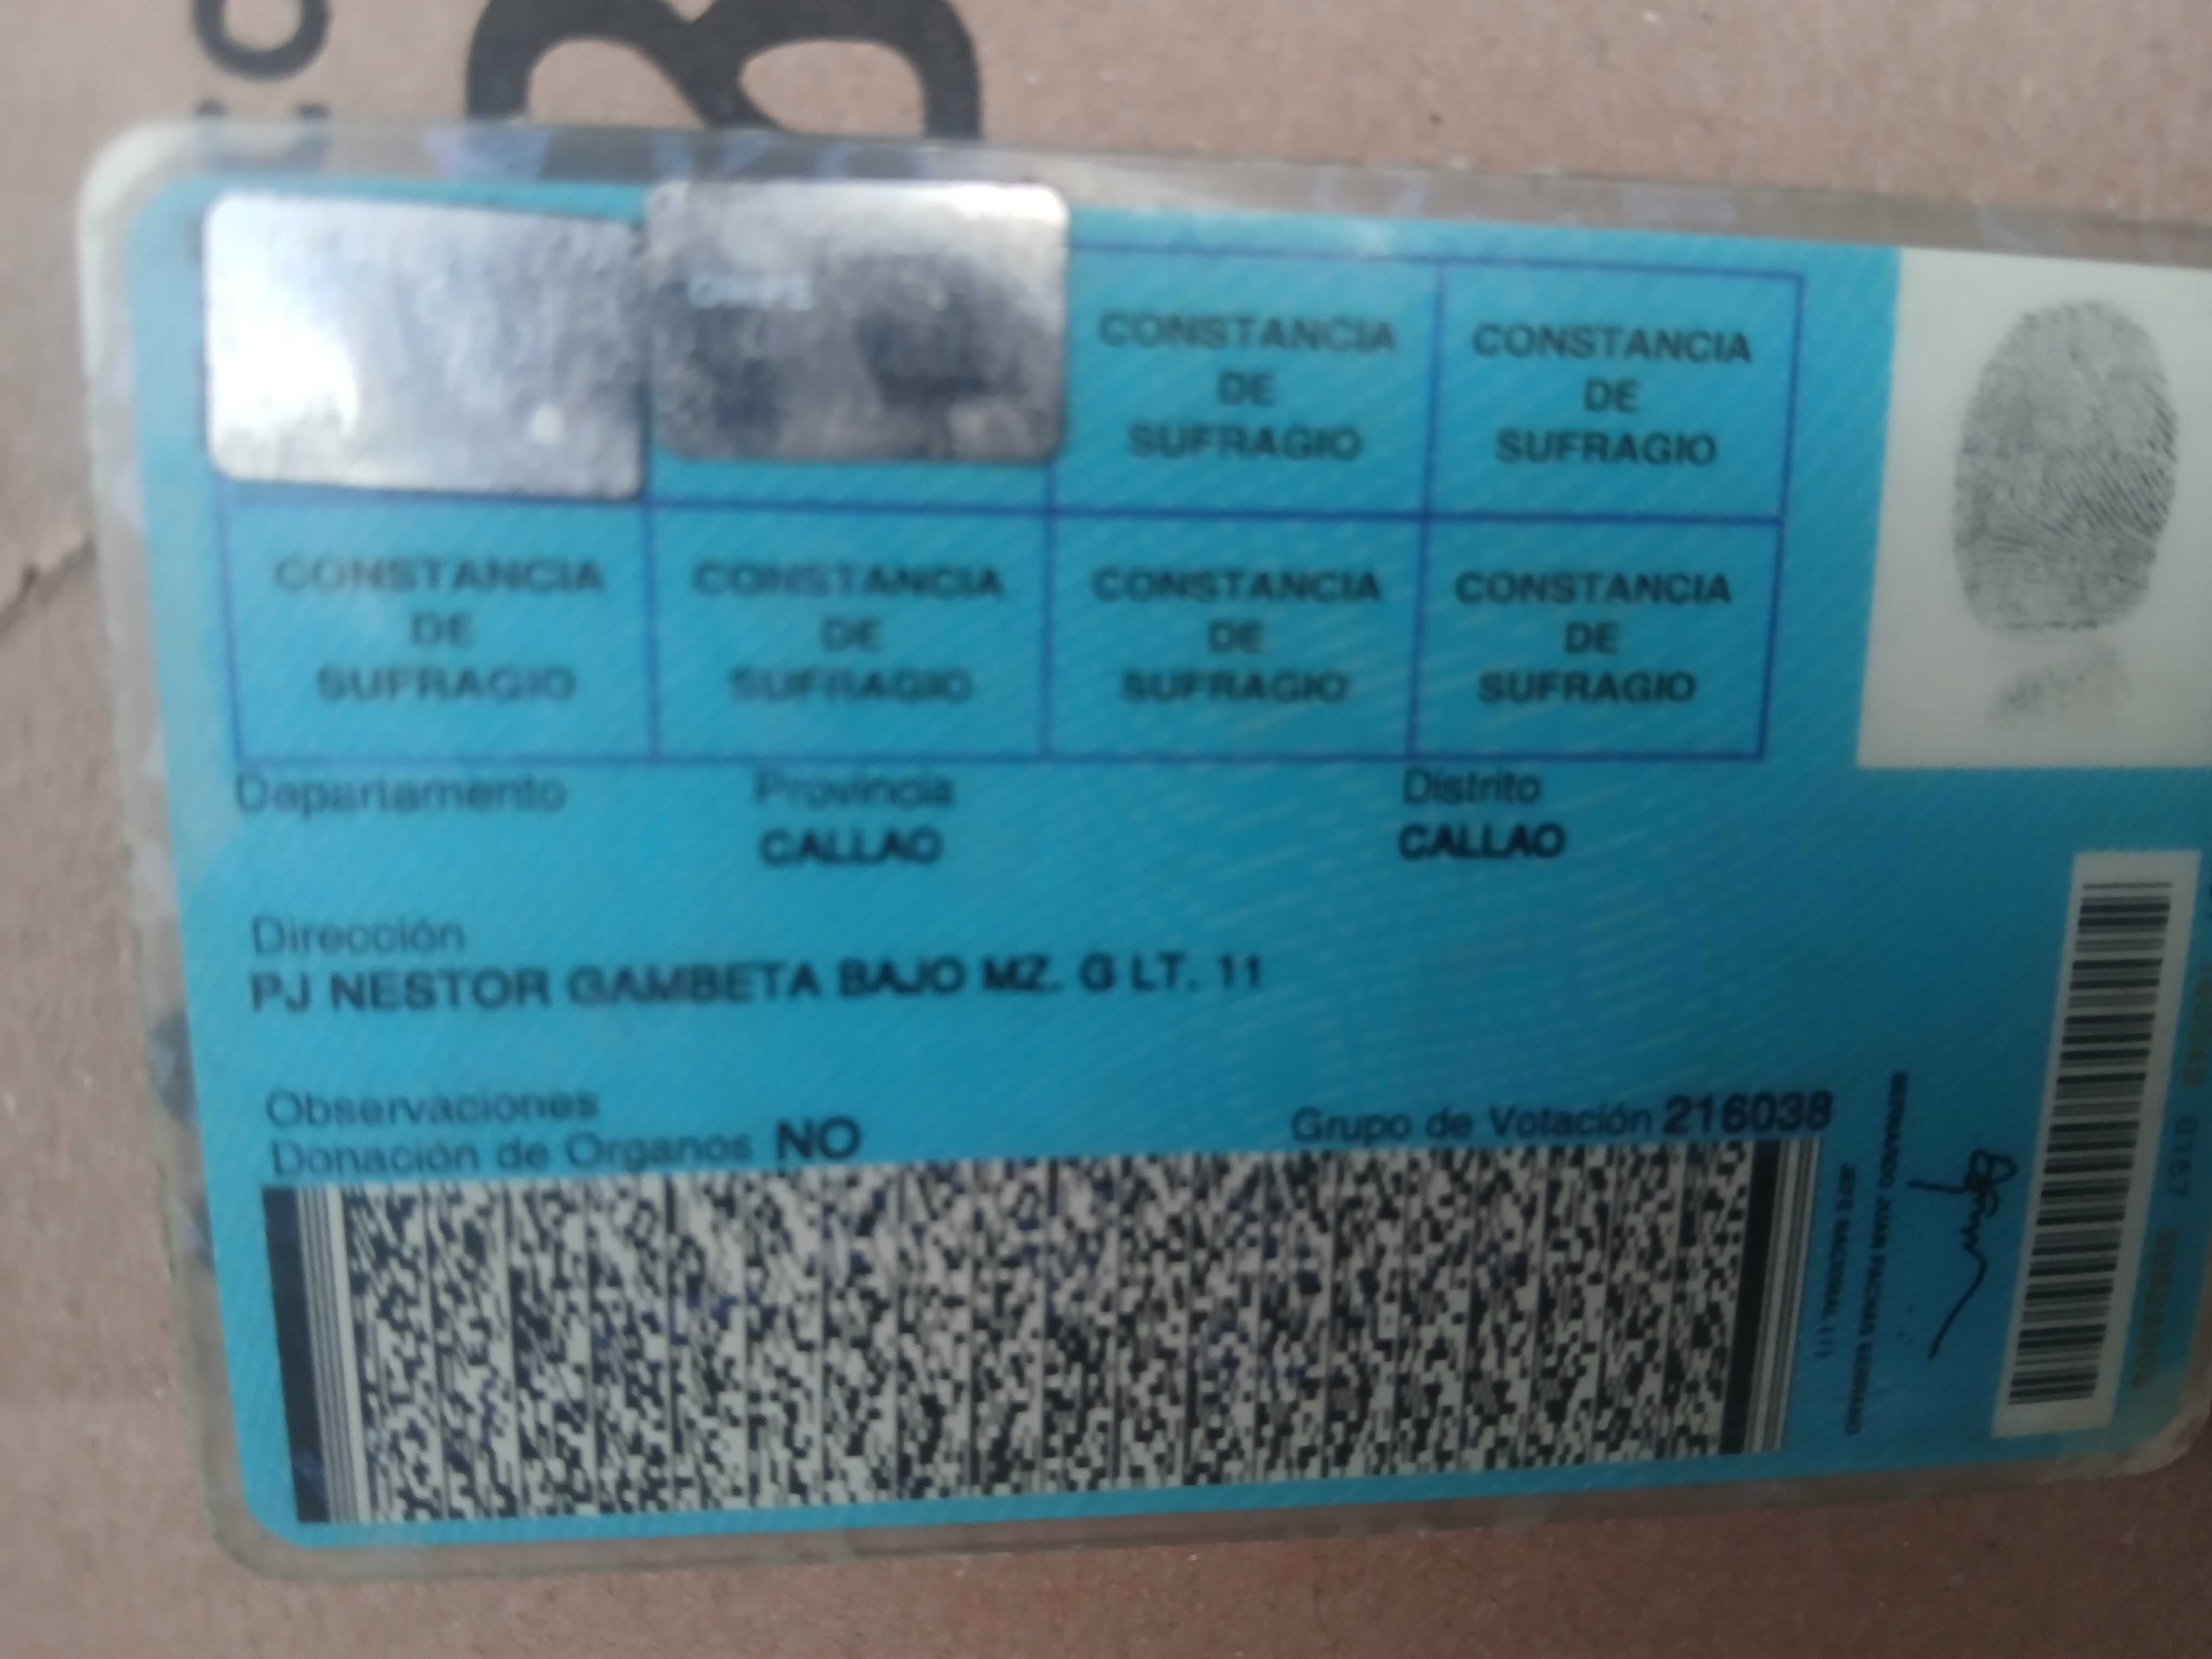 CONSTANCIA DE SUFRAGIO
CONSTANCIA DE SUFRAGIO
CONSTANCIA DE SUFRAGIO
CONSTANCIA DE SUFRAGIO
CONSTANCIA DE SUFRAGIO
CONSTANCIA DE SUFRAGIO
Departamento Provincia Distrito
CALLAO CALLAO
Dirección
PJ NESTOR GAMBETA BAJO MZ. G LT. 11
Observaciones
Donación de Organos NO Grupo de Votación 216038
JEFE NACIONAL